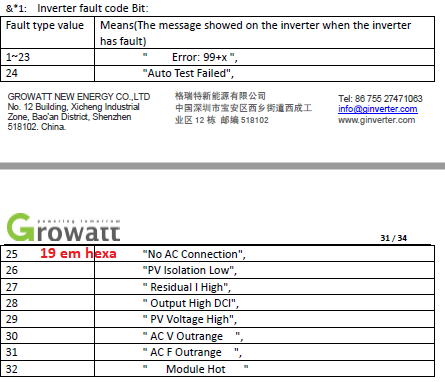 &*1: Inverter fault code Bit:
Fault type value Means(The message showed on the inverter when the inverter
has fault)
1~23 " Error: 99+x ",
24 "Auto Test Failed",
GROWATT NEW ENERGY CO.,LTD
No. 12 Building, Xicheng Industrial
Zone, Bao'an District, Shenzhen
518102. China.
格瑞特新能源有限公司
中国深圳市宝安区西乡街道西成工
业区 12 栋 邮编 518102
Tel: 86 755 27471063
info@ginverter.com
www.ginverter.com
powering tomorrow
Growatt
31 / 34
25 19 em hexa "No AC Connection",
26 "PV Isolation Low",
27 " Residual I High",
28 " Output High DCI",
29 " PV Voltage High",
30 " AC V Outrange ",
31 " AC F Outrange ",
32 " Module Hot "